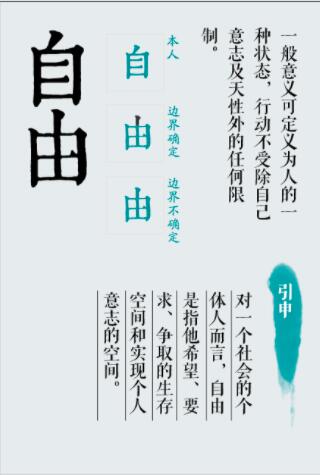 自由
自
本人
由
边界确定
由
边界不确定
一般意义可定义为人的一
种状态，行动不受除自己
意志及天性外的任何限
制。
引申
对一个社会的个
体人而言，自由
是指他希望、要
求、争取的生存
空间和实现个人
意志的空间。